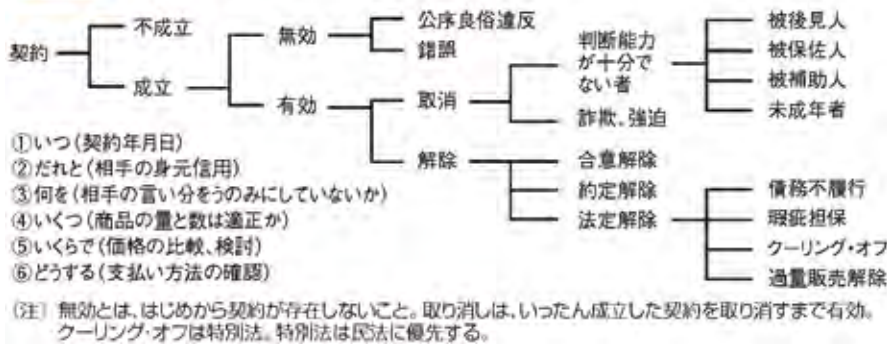 契約
不成立
成立
無効
有効
公序良俗違反
錯誤
取消
解除
判断能力
が十分で
ない者
詐欺、強迫
被後見人
被保佐人
被補助人
未成年者
合意解除
約定解除
法定解除
債務不履行
瑕疵担保
クーリング・オフ
過量販売解除
①いつ(契約年月日)
②だれと(相手の身元信用)
③何を(相手の言い分をうのみにしていないか)
④いくつ(商品の量と数は適正か)
⑤いくらで(価格の比較、検討)
⑥どうする(支払い方法の確認)
(注) 無効とは、はじめから契約が存在しないこと。取り消しは、いったん成立した契約を取り消すまで有効。
クーリング・オフは特別法。特別法は民法に優先する。